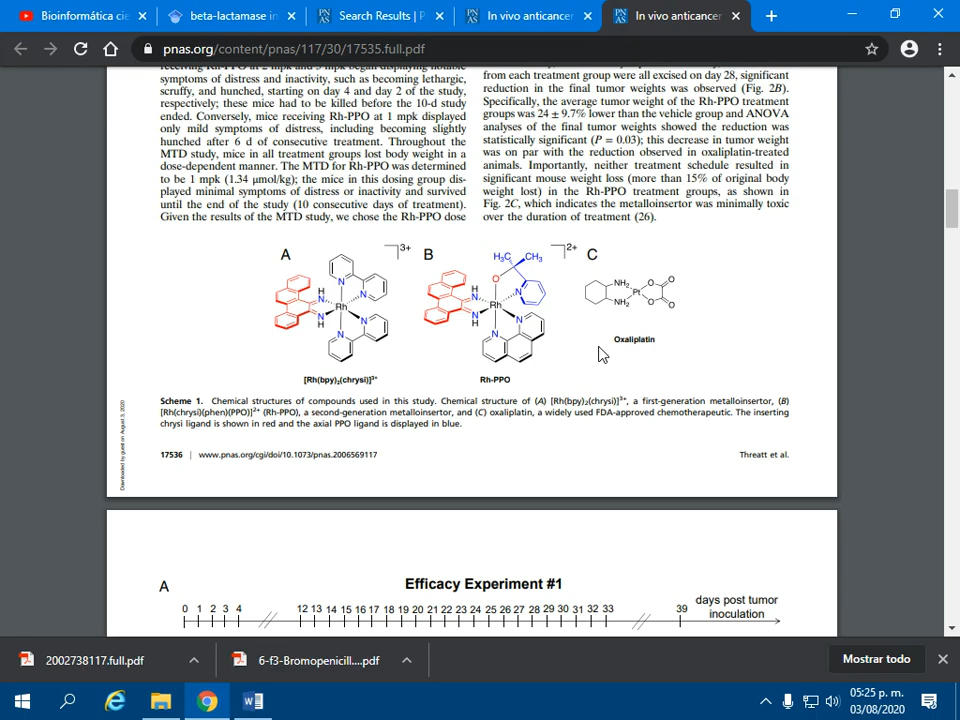 Bioinformática cie
beta-lactamase in
Search Results | P
In vivo anticancer
In vivo anticancer
pnas.org/content/pnas/117/30/17535.full.pdf
receiving Rh-PPO at 2 mpk and 3 mpk began displaying notable
symptoms of distress and inactivity, such as becoming lethargic,
scruffy, and hunched, starting on day 4 and day 2 of the study,
respectively; these mice had to be killed before the 10-d study
ended. Conversely, mice receiving Rh-PPO at 1 mpk displayed
only mild symptoms of distress, including becoming slightly
hunched after 6 d of consecutive treatment. Throughout the
MTD study, mice in all treatment groups lost body weight in a
dose-dependent manner. The MTD for Rh-PPO was determined
to be 1 mpk (1.34 μmol/kg); the mice in this dosing group dis-
played minimal symptoms of distress or inactivity and survived
until the end of the study (10 consecutive days of treatment).
Given the results of the MTD study, we chose the Rh-PPO dose
from each treatment group were all excised on day 28, significant
reduction in the final tumor weights was observed (Fig. 2B).
Specifically, the average tumor weight of the Rh-PPO treatment
groups was 24 ± 9.7% lower than the vehicle group and ANOVA
analyses of the final tumor weights showed the reduction was
statistically significant (P = 0.03); this decrease in tumor weight
was on par with the reduction observed in oxaliplatin-treated
animals. Importantly, neither treatment schedule resulted in
significant mouse weight loss (more than 15% of original body
weight lost) in the Rh-PPO treatment groups, as shown in
Fig. 2C, which indicates the metalloinsertor was minimally toxic
over the duration of treatment (26).
A
3+
H
N
N
H
Rh
N
N
N
N
[Rh(bpy)₂(chrysi)]³⁺
B
2+
H₃C
CH₃
O
H
N
N
H
Rh
N
N
N
Rh-PPO
C
NH₂
NH₂
Pt
O
O
O
O
Oxaliplatin
Scheme 1. Chemical structures of compounds used in this study. Chemical structure of (A) [Rh(bpy)₂(chrysi)]³⁺, a first-generation metalloinsertor, (B)
[Rh(chrysi)(phen)(PPO)]²⁺ (Rh-PPO), a second-generation metalloinsertor, and (C) oxaliplatin, a widely used FDA-approved chemotherapeutic. The inserting
chrysi ligand is shown in red and the axial PPO ligand is displayed in blue.
Downloaded by guest on August 3, 2020
17536 | www.pnas.org/cgi/doi/10.1073/pnas.2006569117
Threatt et al.
A
Efficacy Experiment #1
0 1 2 3 4 12 13 14 15 16 17 18 19 20 21 22 23 24 25 26 27 28 29 30 31 32 33 39
days post tumor
inoculation
2002738117.full.pdf
6-f3-Bromopenicill....pdf
Mostrar todo
05:25 p. m.
03/08/2020